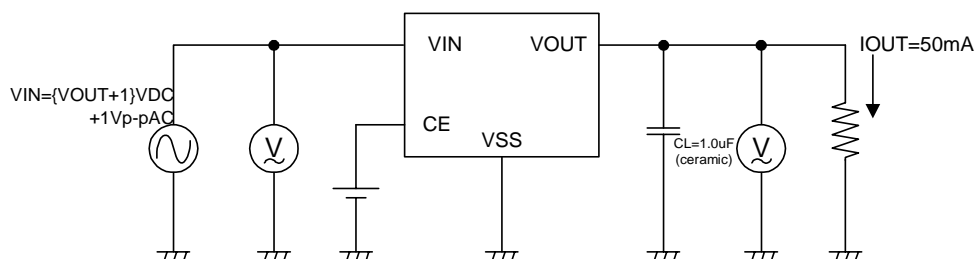 VIN
VOUT
IOUT=50mA
VIN={VOUT+1}VDC
+1Vp-pAC
V
CE
VSS
CL=1.0uF
(ceramic)
V